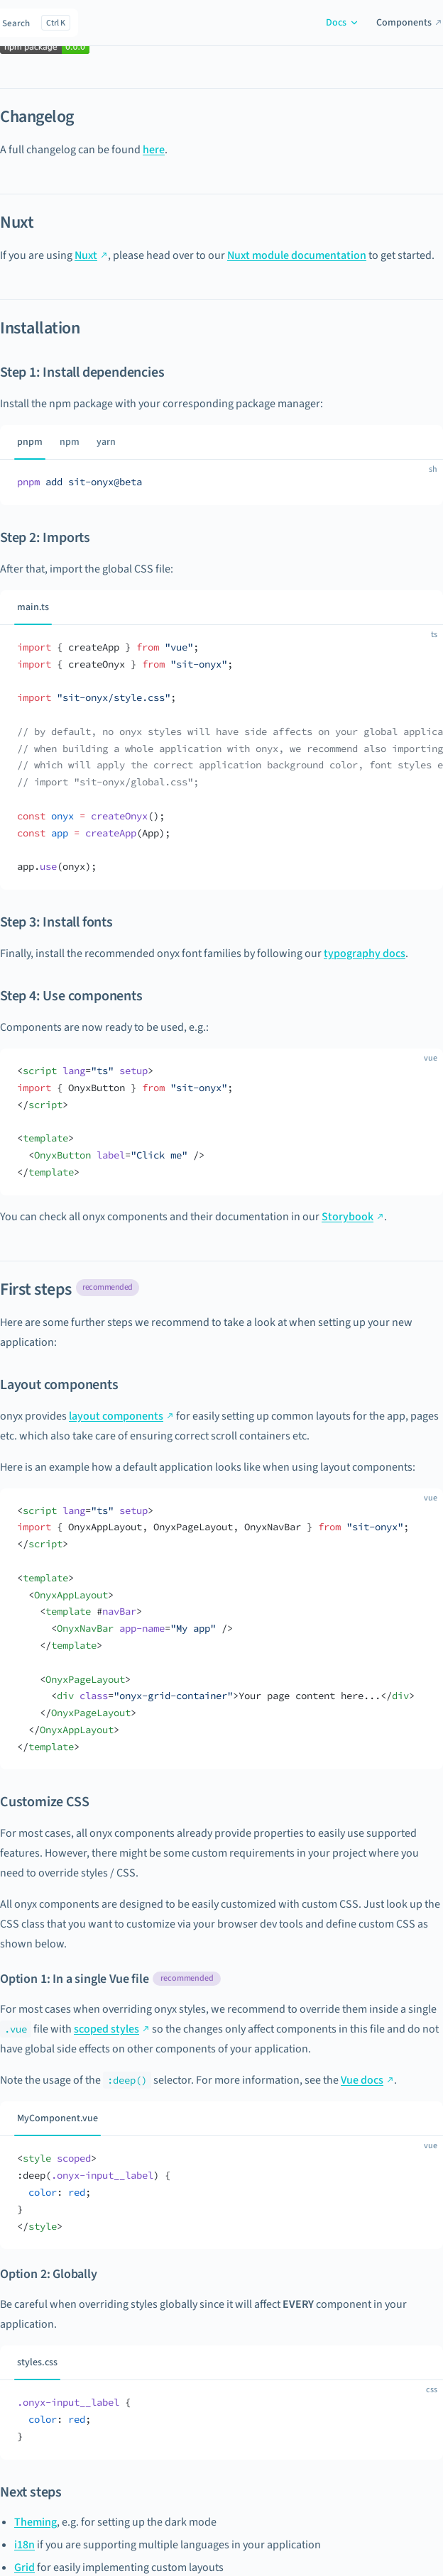 Search Ctrl K Docs Components
npm package 0.0.0
Changelog
A full changelog can be found here.
Nuxt
If you are using Nuxt, please head over to our Nuxt module documentation to get started.
Installation
Step 1: Install dependencies
Install the npm package with your corresponding package manager:
pnpm npm yarn
sh
pnpm add sit-onyx@beta
Step 2: Imports
After that, import the global CSS file:
main.ts
ts
import { createApp } from "vue";
import { createOnyx } from "sit-onyx";
import "sit-onyx/style.css";
// by default, no onyx styles will have side affects on your global applica
// when building a whole application with onyx, we recommend also importing
// which will apply the correct application background color, font styles e
// import "sit-onyx/global.css";
const onyx = createOnyx();
const app = createApp(App);
app.use(onyx);
Step 3: Install fonts
Finally, install the recommended onyx font families by following our typography docs.
Step 4: Use components
Components are now ready to be used, e.g.:
vue
<script lang="ts" setup>
import { OnyxButton } from "sit-onyx";
</script>
<template>
  <OnyxButton label="Click me" />
</template>
You can check all onyx components and their documentation in our Storybook.
First steps recommended
Here are some further steps we recommend to take a look at when setting up your new
application:
Layout components
onyx provides layout components for easily setting up common layouts for the app, pages
etc. which also take care of ensuring correct scroll containers etc.
Here is an example how a default application looks like when using layout components:
vue
<script lang="ts" setup>
import { OnyxAppLayout, OnyxPageLayout, OnyxNavBar } from "sit-onyx";
</script>
<template>
  <OnyxAppLayout>
    <template #navBar>
      <OnyxNavBar app-name="My app" />
    </template>
    <OnyxPageLayout>
      <div class="onyx-grid-container">Your page content here...</div>
    </OnyxPageLayout>
  </OnyxAppLayout>
</template>
Customize CSS
For most cases, all onyx components already provide properties to easily use supported
features. However, there might be some custom requirements in your project where you
need to override styles / CSS.
All onyx components are designed to be easily customized with custom CSS. Just look up the
CSS class that you want to customize via your browser dev tools and define custom CSS as
shown below.
Option 1: In a single Vue file recommended
For most cases when overriding onyx styles, we recommend to override them inside a single
.vue file with scoped styles so the changes only affect components in this file and do not
have global side effects on other components of your application.
Note the usage of the :deep() selector. For more information, see the Vue docs.
MyComponent.vue
vue
<style scoped>
:deep(.onyx-input__label) {
  color: red;
}
</style>
Option 2: Globally
Be careful when overriding styles globally since it will affect EVERY component in your
application.
styles.css
css
.onyx-input__label {
  color: red;
}
Next steps
• Theming, e.g. for setting up the dark mode
• i18n if you are supporting multiple languages in your application
• Grid for easily implementing custom layouts